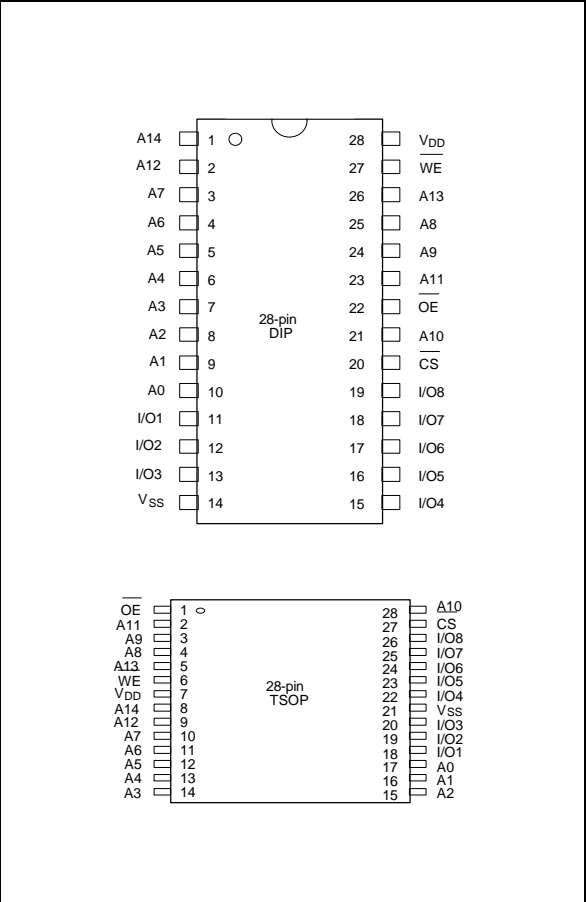 A14 1 28 VDD
A12 2 27 WE
A7 3 26 A13
A6 4 25 A8
A5 5 24 A9
A4 6 23 A11
A3 7 22 OE
28-pin
DIP
A2 8 21 A10
A1 9 20 CS
A0 10 19 I/O8
I/O1 11 18 I/O7
I/O2 12 17 I/O6
I/O3 13 16 I/O5
VSS 14 15 I/O4
OE 1 28 A10
A11 2 27 CS
A9 3 26 I/O8
A8 4 25 I/O7
A13 5 24 I/O6
WE 6 23 I/O5
28-pin
TSOP
VDD 7 22 I/O4
A14 8 21 VSS
A12 9 20 I/O3
A7 10 19 I/O2
A6 11 18 I/O1
A5 12 17 A0
A4 13 16 A1
A3 14 15 A2